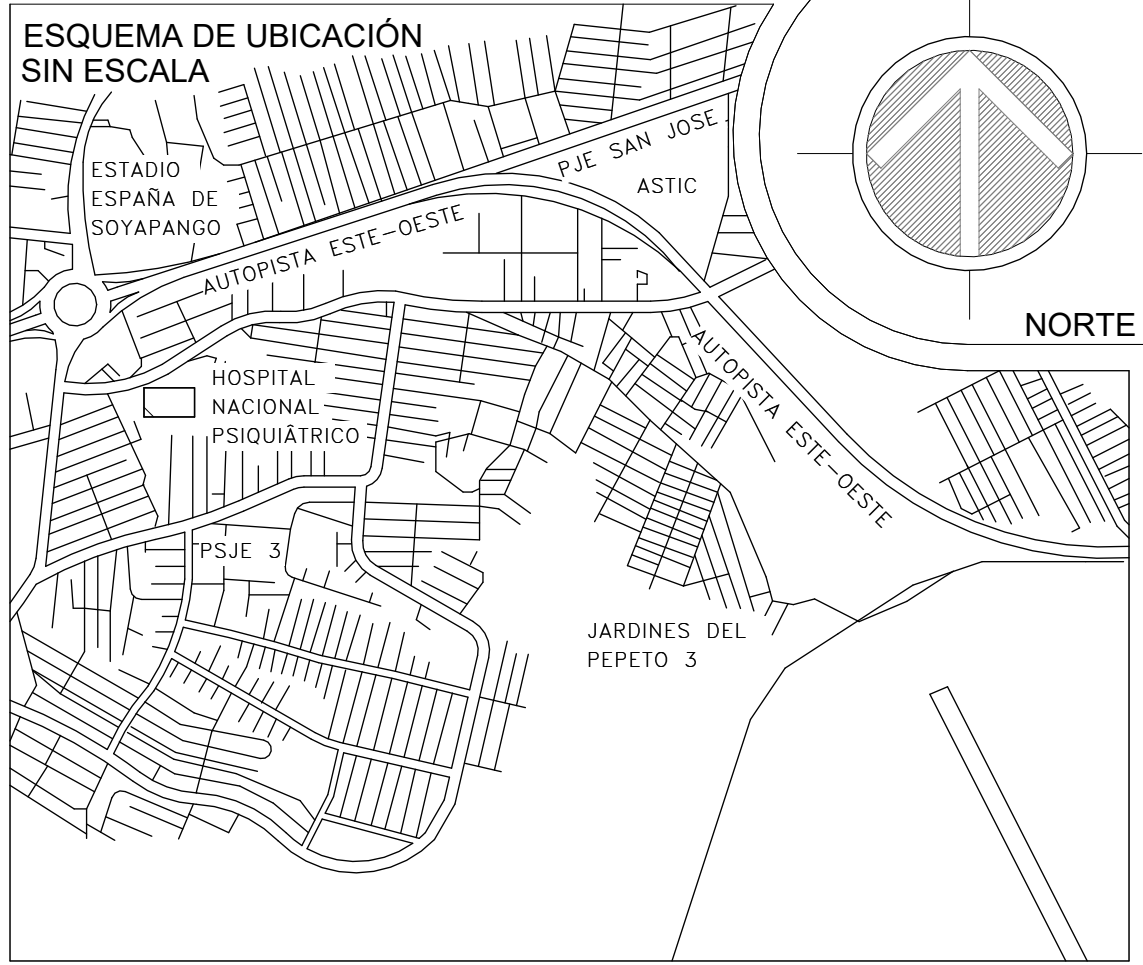 ESQUEMA DE UBICACIÓN
SIN ESCALA
ESTADIO
ESPAÑA DE
SOYAPANGO
PJE SAN JOSE
ASTIC
AUTOPISTA ESTE-OESTE
NORTE
AUTOPISTA ESTE-OESTE
HOSPITAL
NACIONAL
PSIQUIÂTRICO
PSJE 3
JARDINES DEL
PEPETO 3